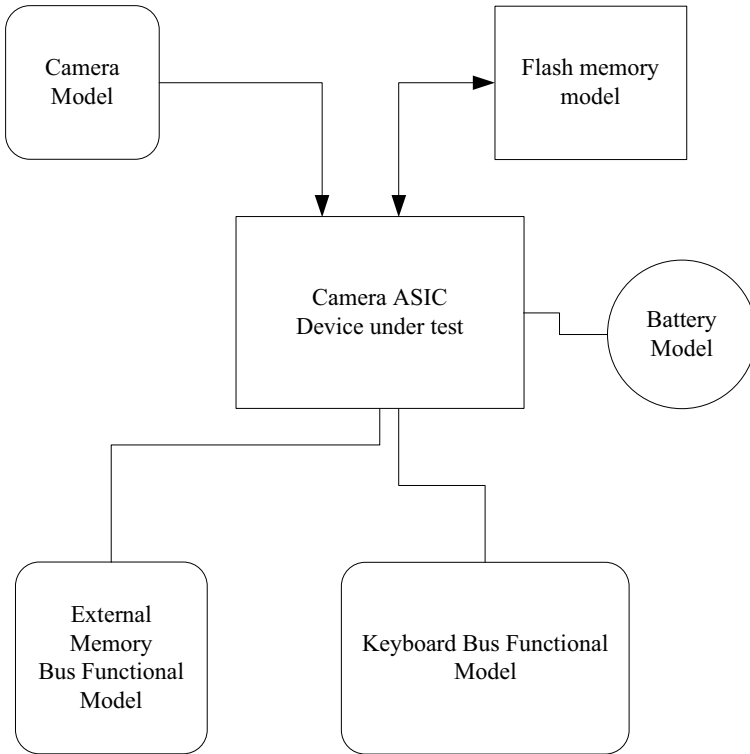 Camera
Model
Flash memory
model
Camera ASIC
Device under test
Battery
Model
External
Memory
Bus Functional
Model
Keyboard Bus Functional
Model